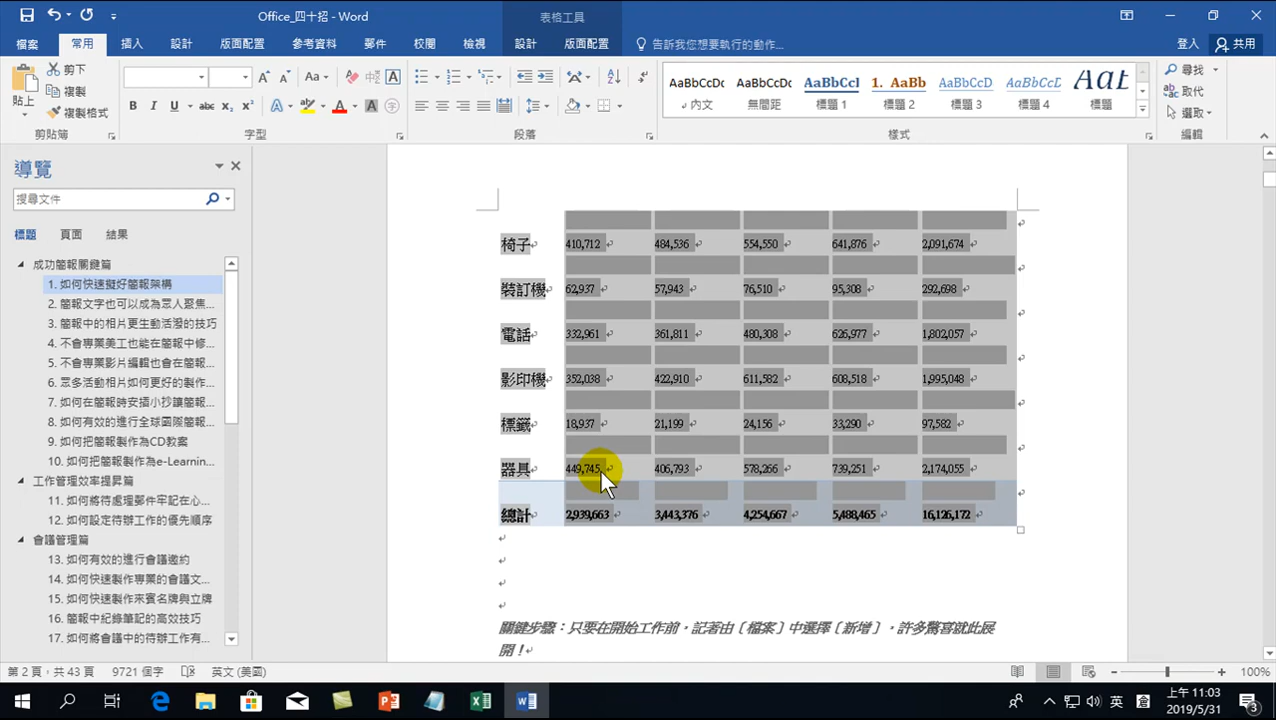 Office_四十招 - Word
表格工具
檔案 常用 插入 設計 版面配置 參考資料 郵件 校閱 檢視 設計 版面配置 告訴我您想要執行的動作... 登入 共用
貼上 剪下 複製 複製格式
剪貼簿 字型 段落 樣式 編輯
AaBbCcDc AaBbCcDc AaBbCcI 1. AaBb AaBbCcD AaBbCcD AaI
內文 無間距 標題 1 標題 2 標題 3 標題 4 標題
尋找
取代
選取
導覽
搜尋文件
標題 頁面 結果
成功簡報關鍵篇
1. 如何快速擬好簡報架構
2. 簡報文字也可以成為眾人聚焦...
3. 簡報中的相片更生動活潑的技巧
4. 不會專業美工也能在簡報中修...
5. 不會專業影片編輯也會在簡報...
6. 眾多活動相片如何更好的製作...
7. 如何在簡報時安插小抄讓簡報...
8. 如何有效的進行全球團隊簡報...
9. 如何把簡報製作為CD教案
10. 如何把簡報製作為e-Learnin...
工作管理效率提昇篇
11. 如何將待處理郵件牢記在心...
12. 如何設定待辦工作的優先順序
會議管理篇
13. 如何有效的進行會議邀約
14. 如何快速製作專業的會議文...
15. 如何快速製作來賓名牌與立牌
16. 簡報中紀錄筆記的高效技巧
17. 如何將會議中的待辦工作有...
椅子 410,712 484,536 554,550 641,876 2,091,674
裝訂機 62,937 57,943 76,510 95,308 292,698
電話 332,961 361,811 480,308 626,977 1,802,057
影印機 352,038 422,910 611,582 608,518 1,995,048
標籤 18,937 21,199 24,156 33,290 97,582
器具 449,745 406,793 578,266 739,251 2,174,055
總計 2,939,663 3,443,376 4,254,667 5,488,465 16,126,172
關鍵步驟：只要在開始工作前，記著由〔檔案〕中選擇〔新增〕，許多驚喜就此展
開！
第 2 頁，共 43 頁 9721 個字 英文 (美國) 100%
英 上午 11:03
2019/5/31
3